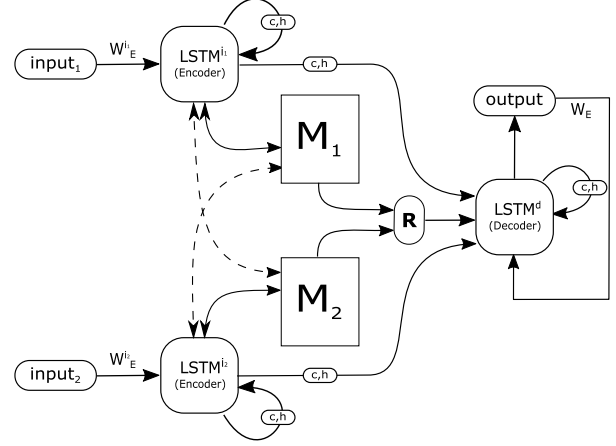 c,h
input₁
W^i₁_E
LSTM^i₁
(Encoder)
c,h
M₁
output
W_E
R
LSTM^d
(Decoder)
c,h
M₂
input₂
W^i₂_E
LSTM^i₂
(Encoder)
c,h
c,h